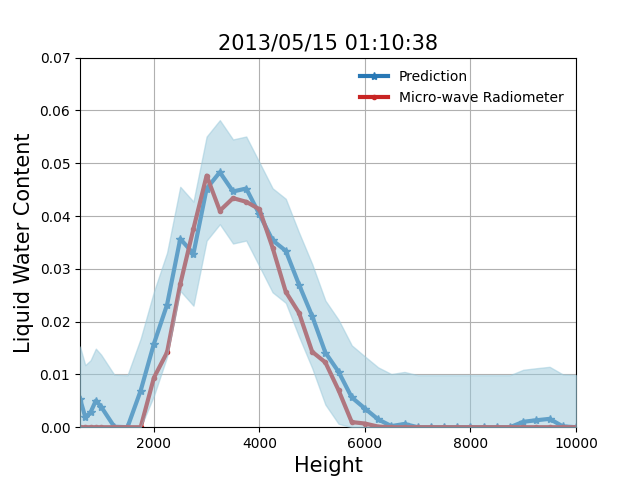 2013/05/15 01:10:38
0.07
0.06
0.05
0.04
0.03
0.02
0.01
0.00
Liquid Water Content
Prediction
Micro-wave Radiometer
2000 4000 6000 8000 10000
Height